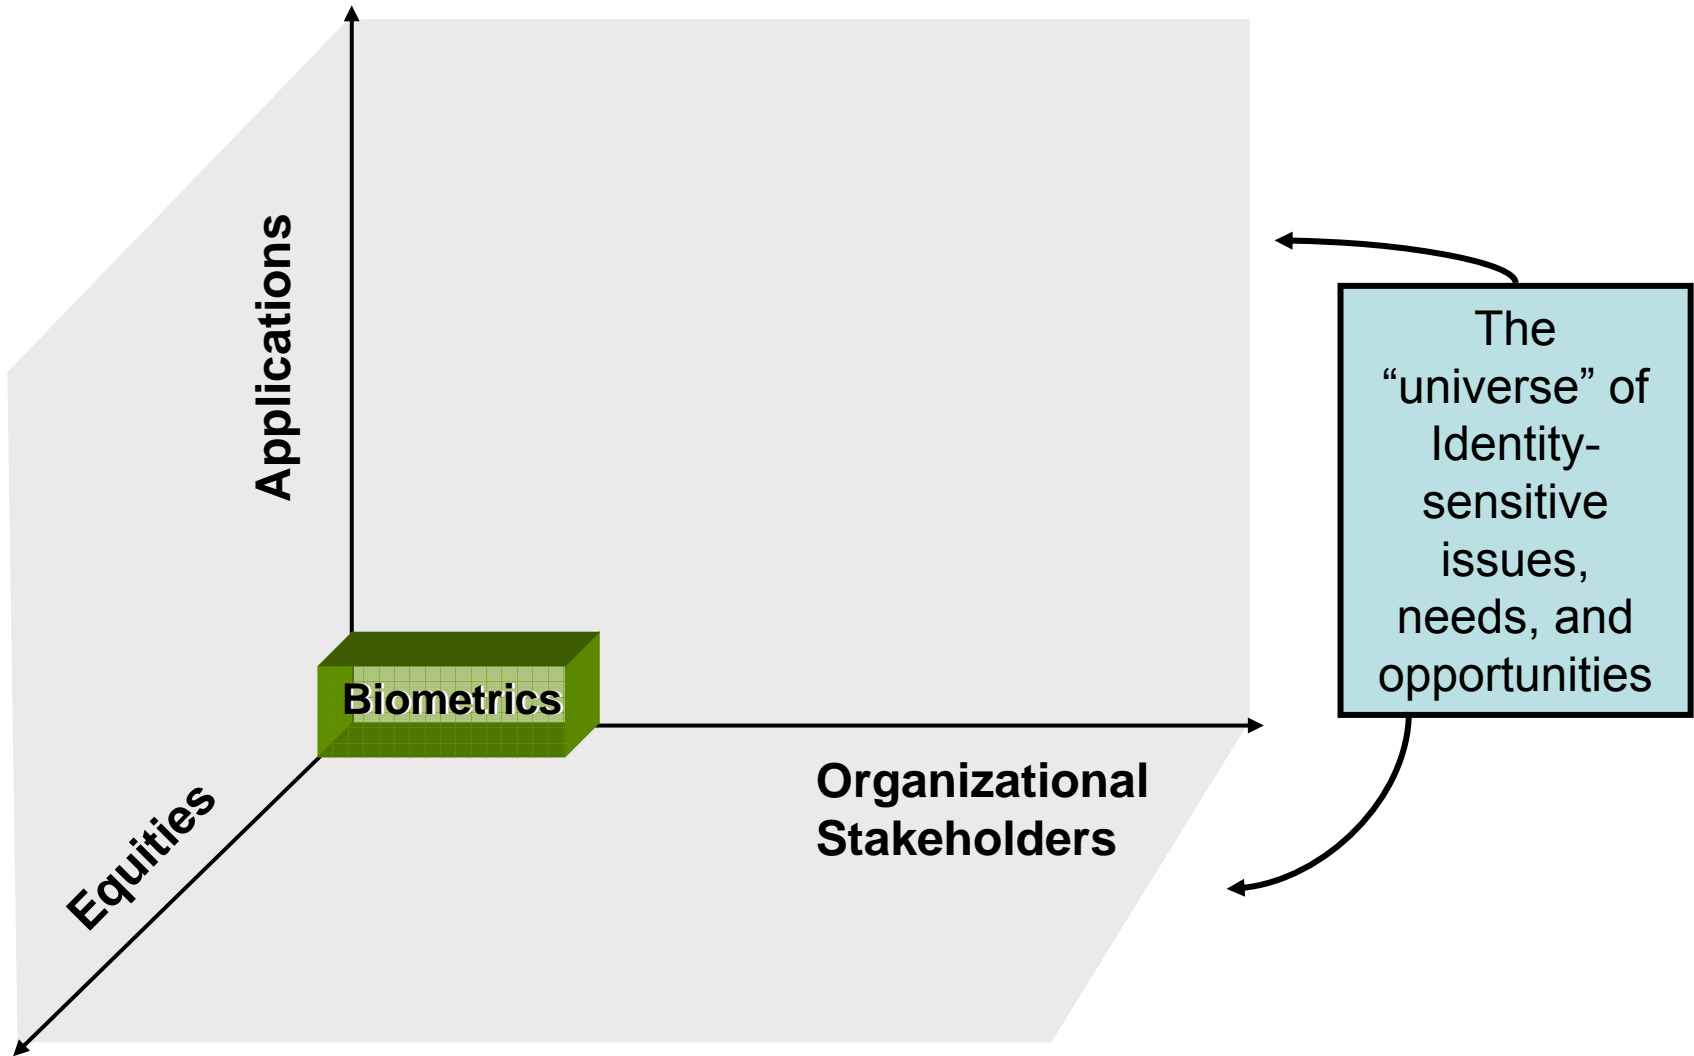 Applications
The
“universe” of
Identity-
sensitive
issues,
needs, and
opportunities
Biometrics
Organizational
Stakeholders
Equities